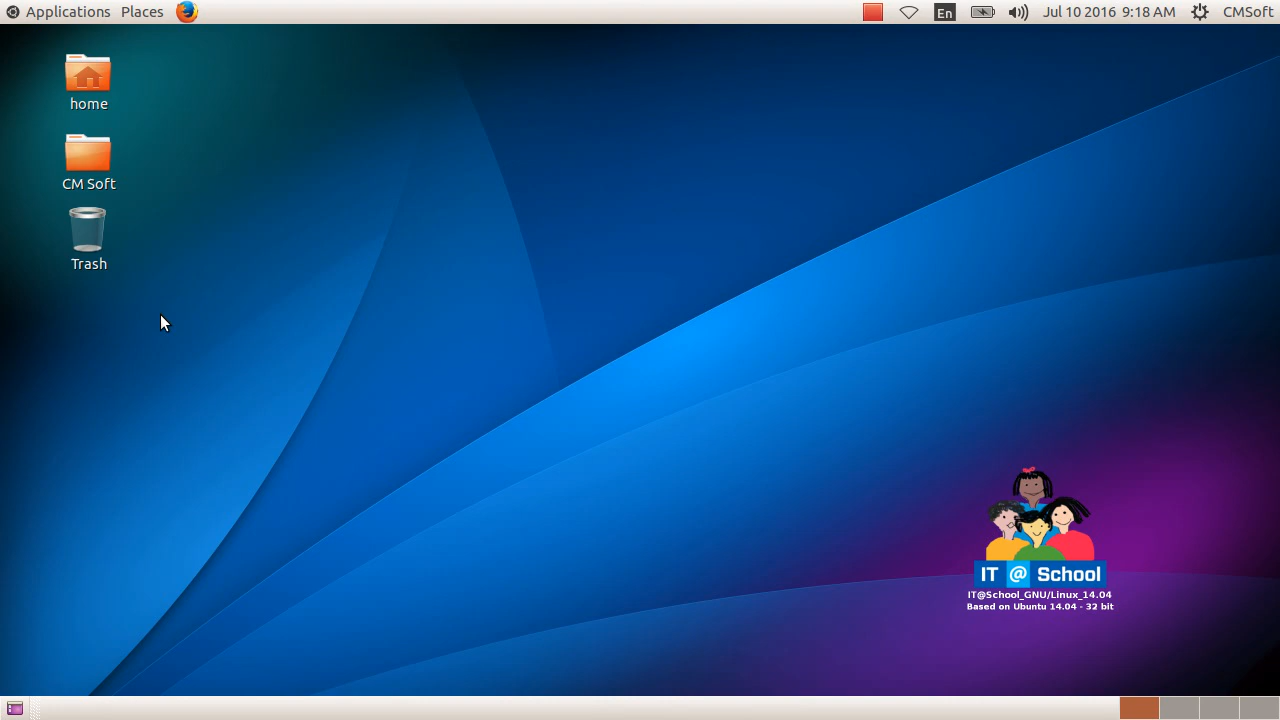 Applications Places En Jul 10 2016 9:18 AM CMSoft
home
CM Soft
Trash
IT @ School
IT@School_GNU/Linux_14.04
Based on Ubuntu 14.04 - 32 bit